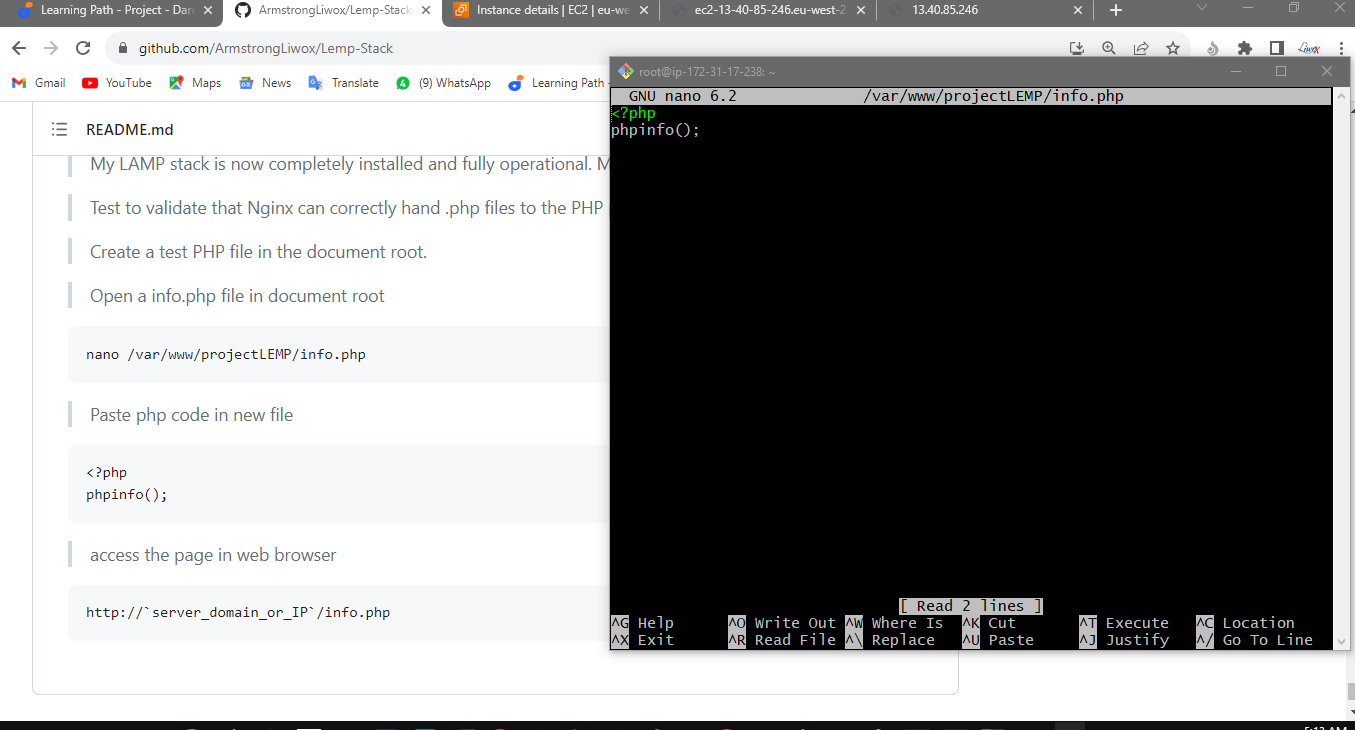 Learning Path - Project - Dar
ArmstrongLiwox/Lemp-Stack
Instance details | EC2 | eu-we
ec2-13-40-85-246.eu-west-2
13.40.85.246
github.com/ArmstrongLiwox/Lemp-Stack
Gmail
YouTube
Maps
News
Translate
(9) WhatsApp
Learning Path -
README.md
My LAMP stack is now completely installed and fully operational. M
Test to validate that Nginx can correctly hand .php files to the PHP
Create a test PHP file in the document root.
Open a info.php file in document root
nano /var/www/projectLEMP/info.php
Paste php code in new file
<?php
phpinfo();
access the page in web browser
http://`server_domain_or_IP`/info.php
root@ip-172-31-17-238: ~
GNU nano 6.2 /var/www/projectLEMP/info.php
<?php
phpinfo();
[ Read 2 lines ]
^G Help ^O Write Out ^W Where Is ^K Cut ^T Execute ^C Location
^X Exit ^R Read File ^\ Replace ^U Paste ^J Justify ^/ Go To Line